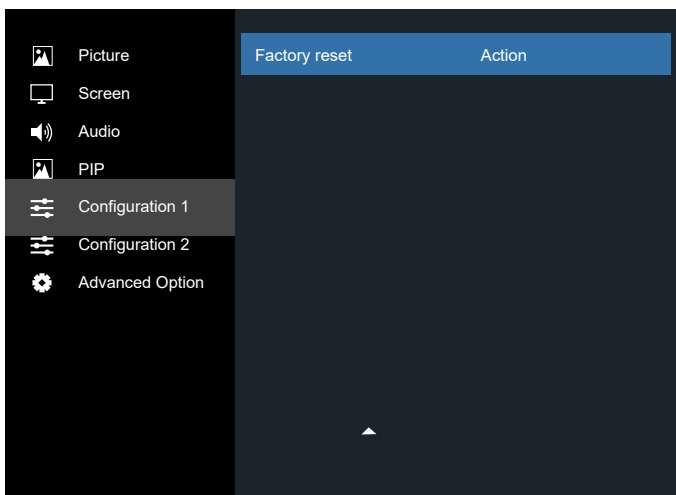 Picture
Screen
Audio
PIP
Configuration 1
Configuration 2
Advanced Option
Factory reset Action